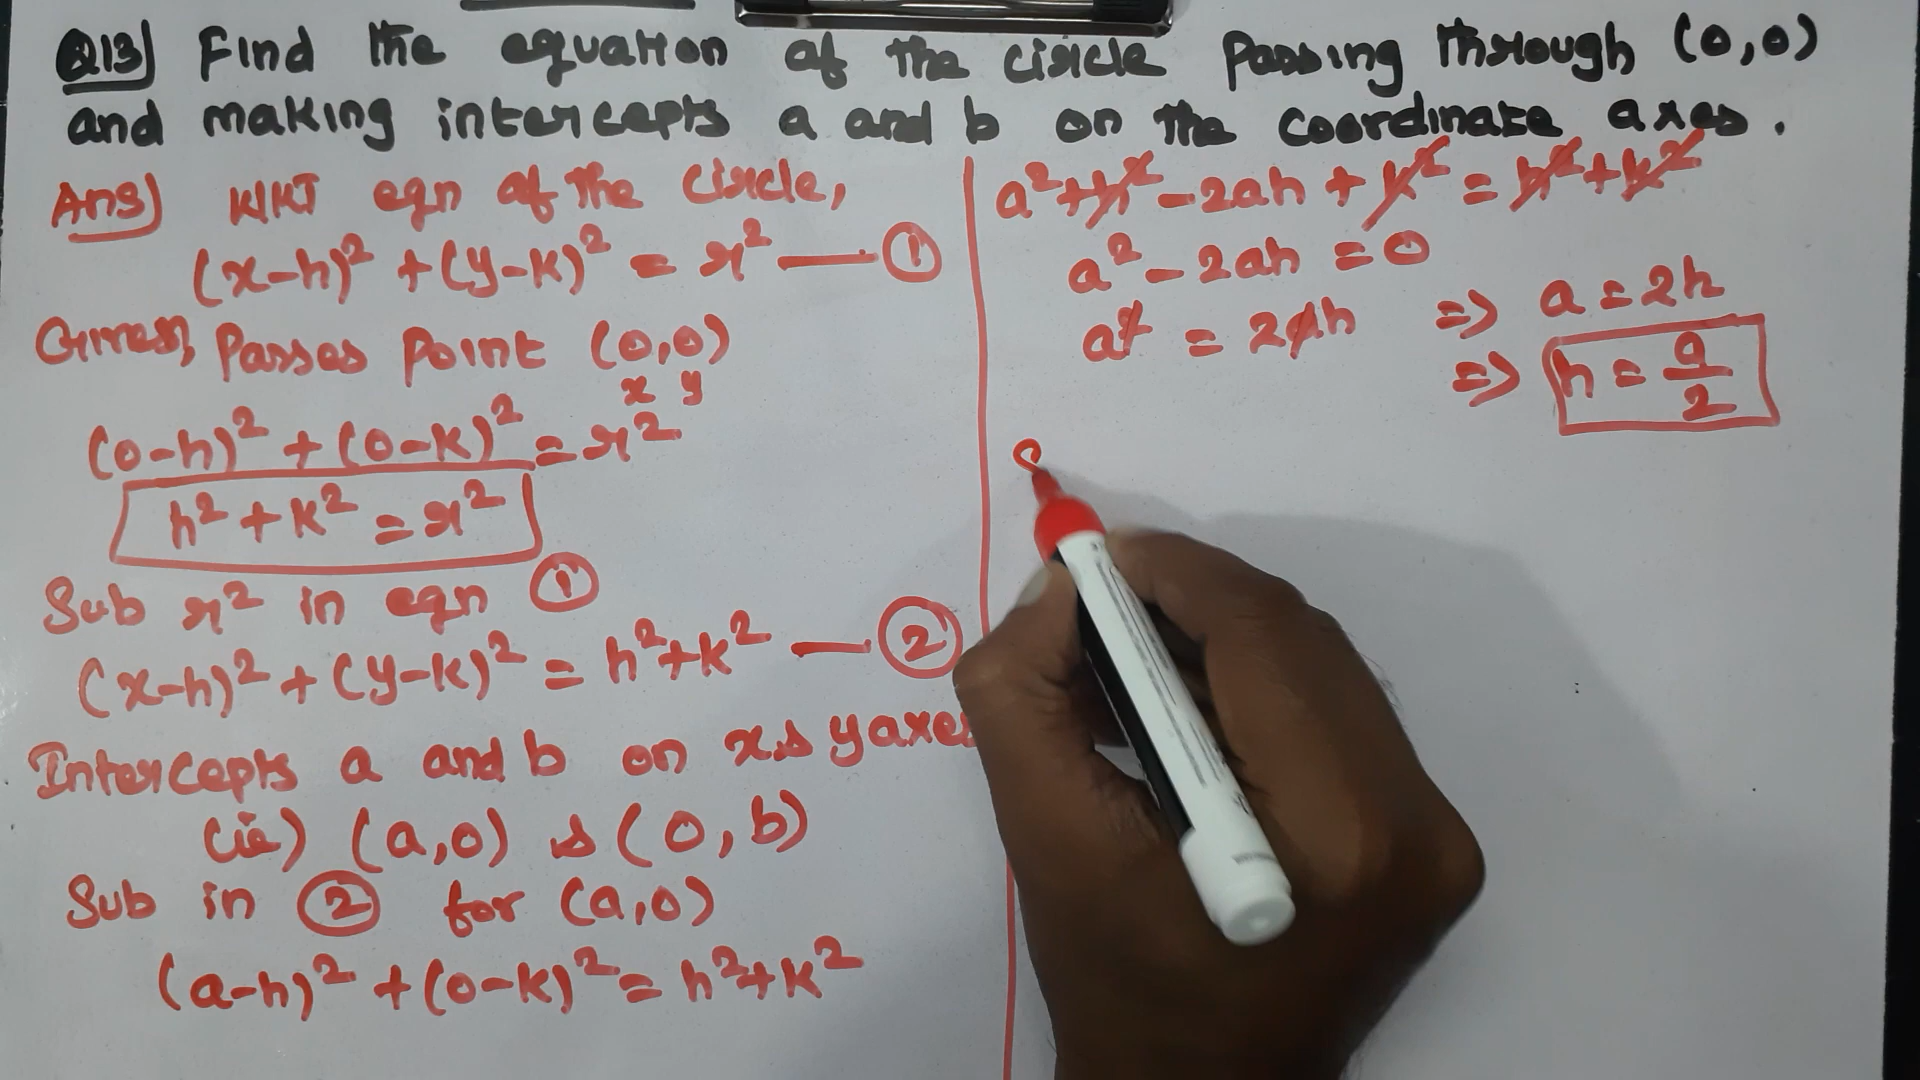 Q13) Find the equation of the circle passing through (0,0)
and making intercepts a and b on the coordinate axes.
Ans) WKT eqn of the circle,
(x-h)² + (y-k)² = r² — ①
Given, Passes Point (0,0)
x y
(0-h)² + (0-k)² = r²
h² + k² = r²
Sub r² in eqn ①
(x-h)² + (y-k)² = h²+k² — ②
Intercepts a and b on x & y axes
(ie) (a,0) & (0,b)
Sub in ② for (a,0)
(a-h)² + (0-k)² = h²+k²
a²+h²-2ah+k² = h²+k²
a²-2ah = 0
a² = 2ah => a = 2h
=> h = a/2